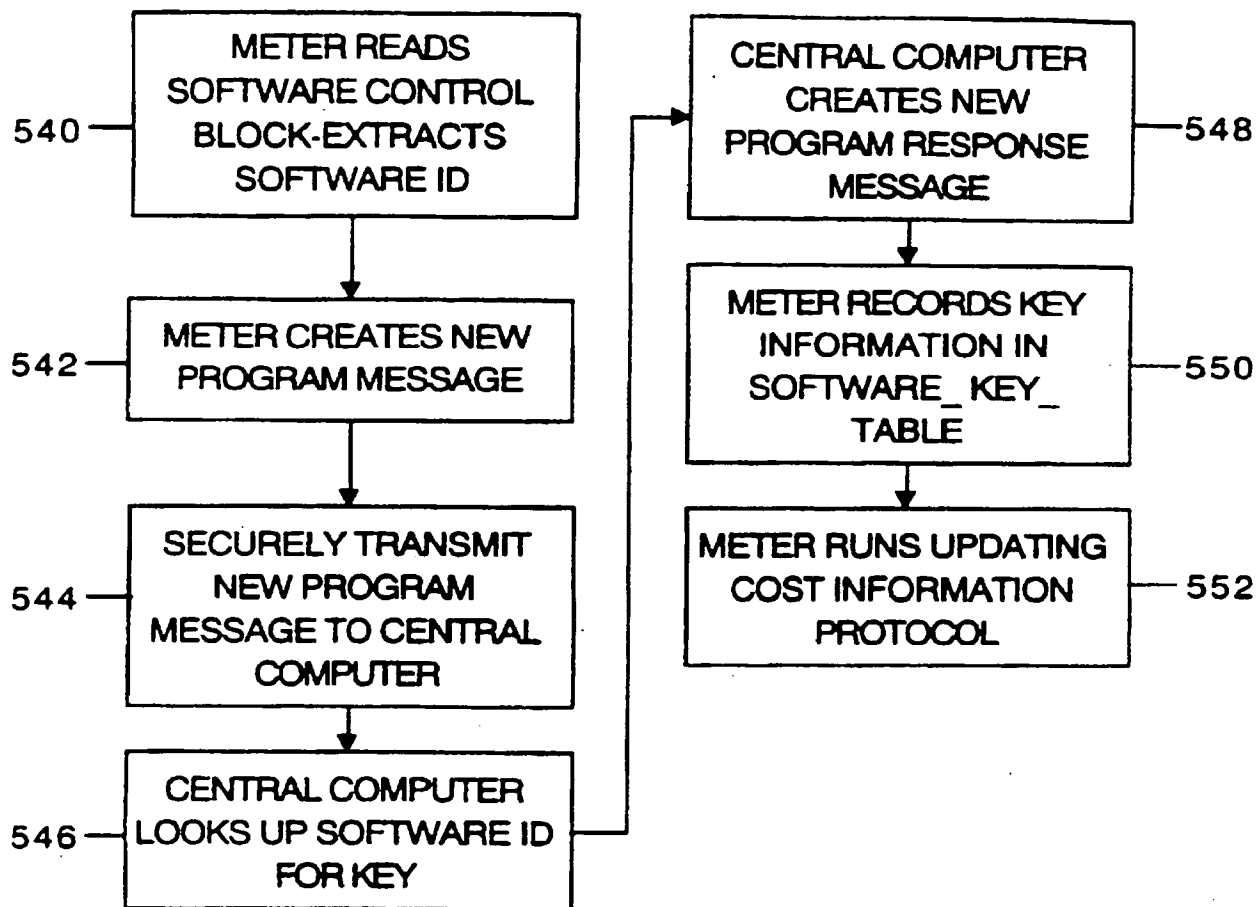 METER READS
SOFTWARE CONTROL
BLOCK-EXTRACTS
SOFTWARE ID
540
METER CREATES NEW
PROGRAM MESSAGE
542
SECURELY TRANSMIT
NEW PROGRAM
MESSAGE TO CENTRAL
COMPUTER
544
CENTRAL COMPUTER
LOOKS UP SOFTWARE ID
FOR KEY
546
CENTRAL COMPUTER
CREATES NEW
PROGRAM RESPONSE
MESSAGE
548
METER RECORDS KEY
INFORMATION IN
SOFTWARE_ KEY_
TABLE
550
METER RUNS UPDATING
COST INFORMATION
PROTOCOL
552